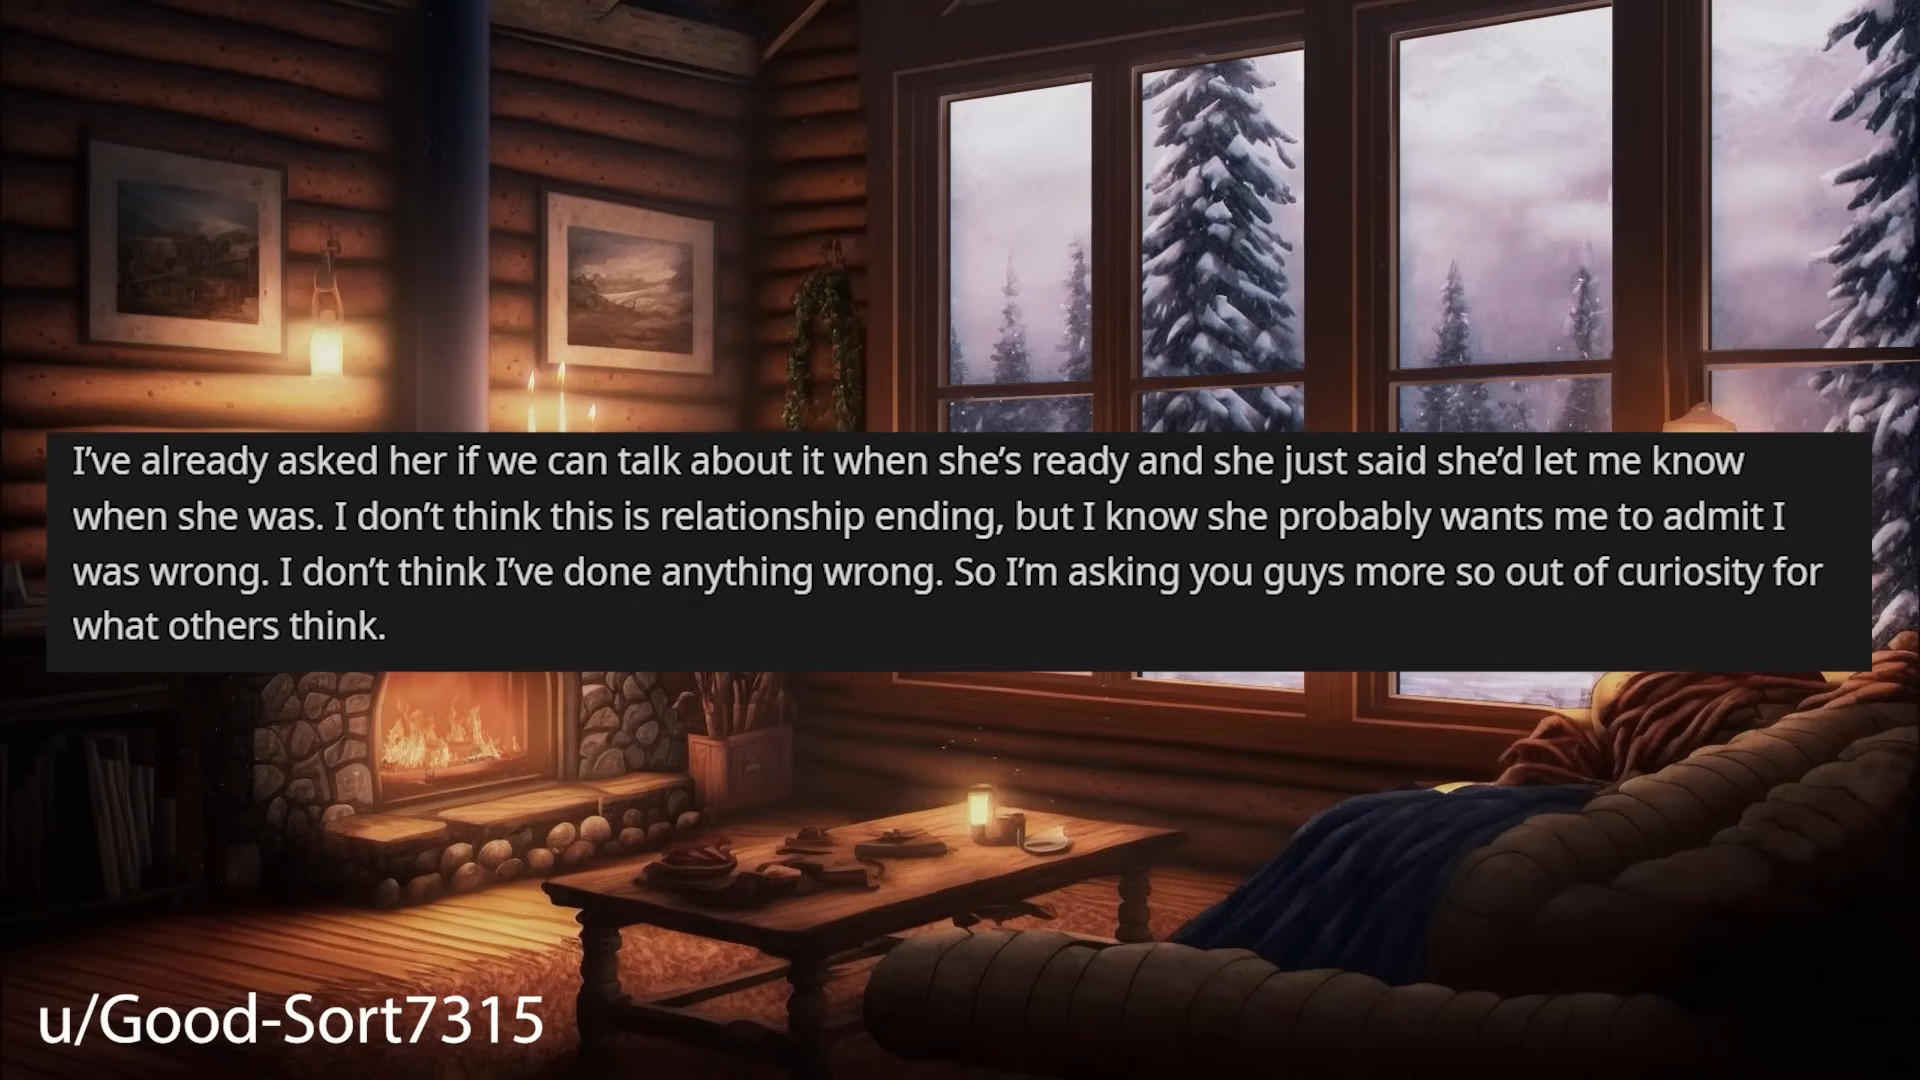 I’ve already asked her if we can talk about it when she’s ready and she just said she’d let me know
when she was. I don’t think this is relationship ending, but I know she probably wants me to admit I
was wrong. I don’t think I’ve done anything wrong. So I’m asking you guys more so out of curiosity for
what others think.
u/Good-Sort7315